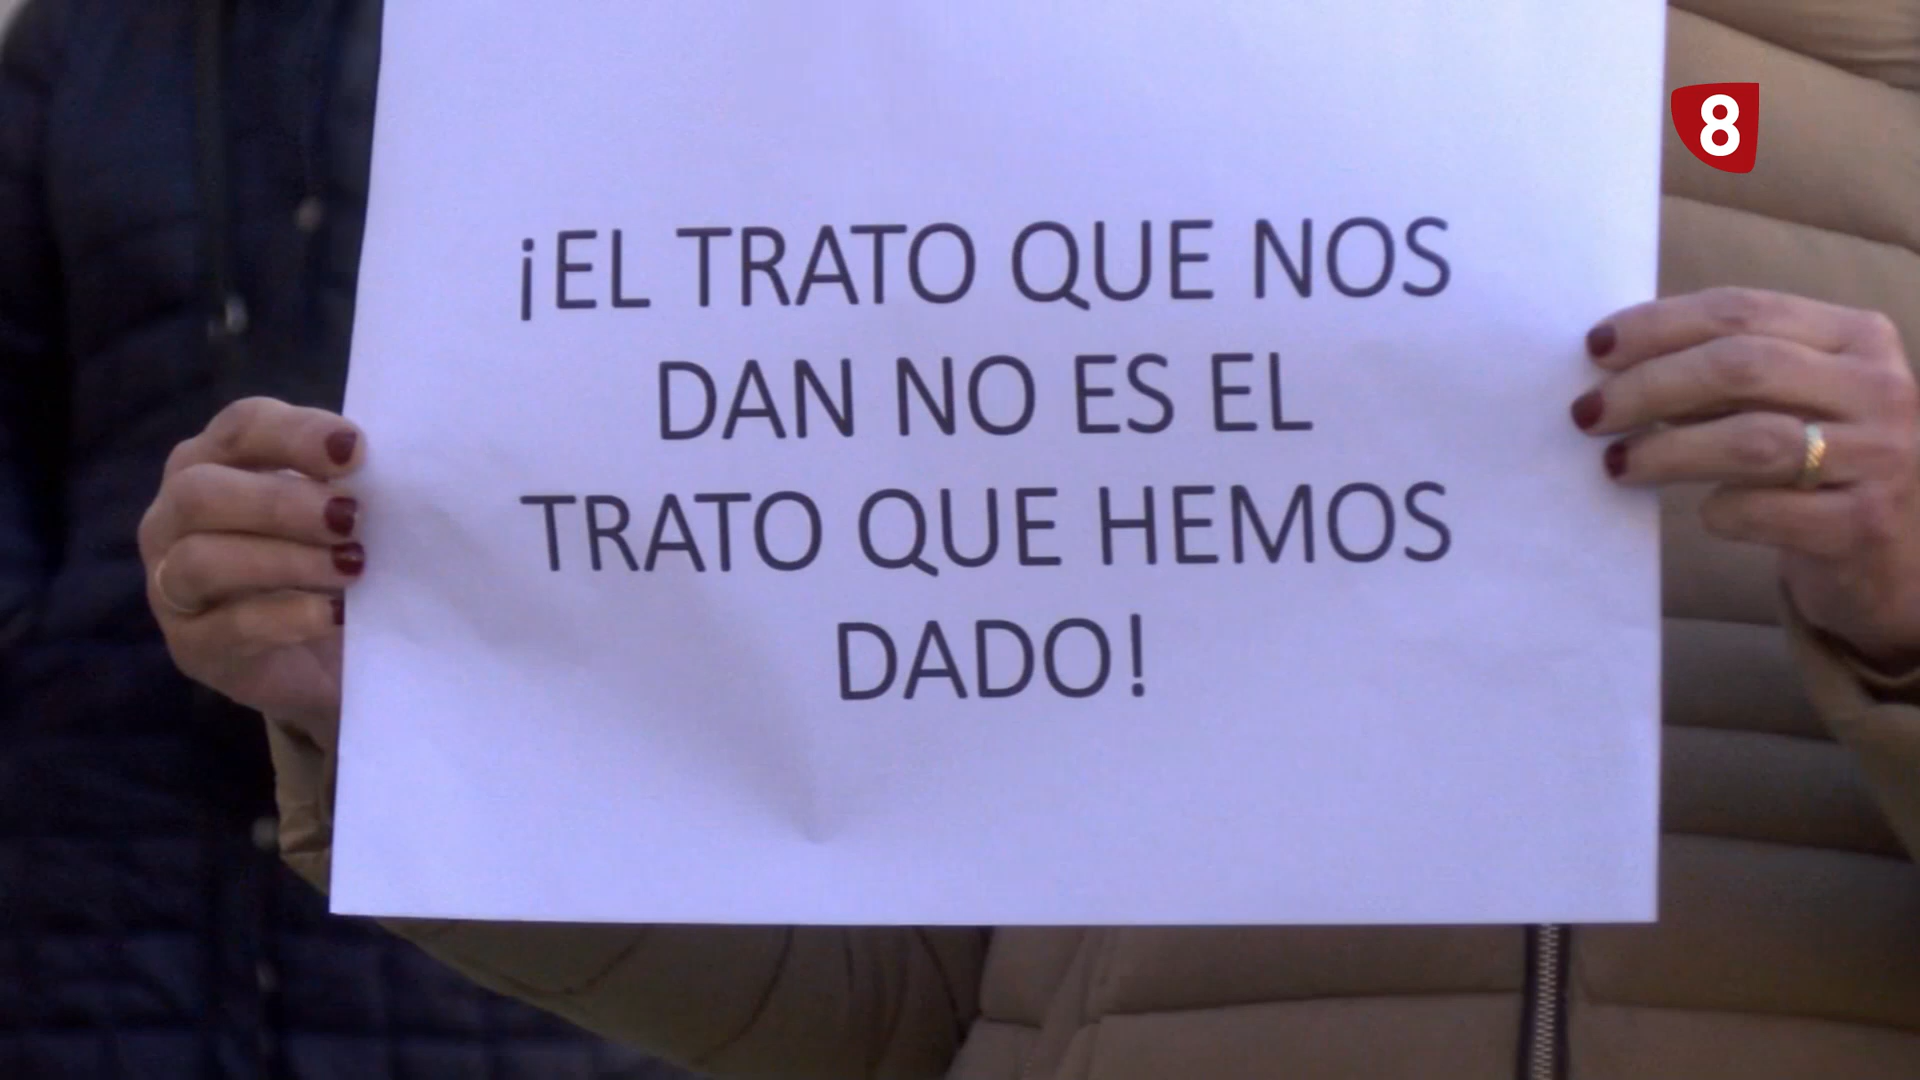 8
¡EL TRATO QUE NOS
DAN NO ES EL
TRATO QUE HEMOS
DADO!